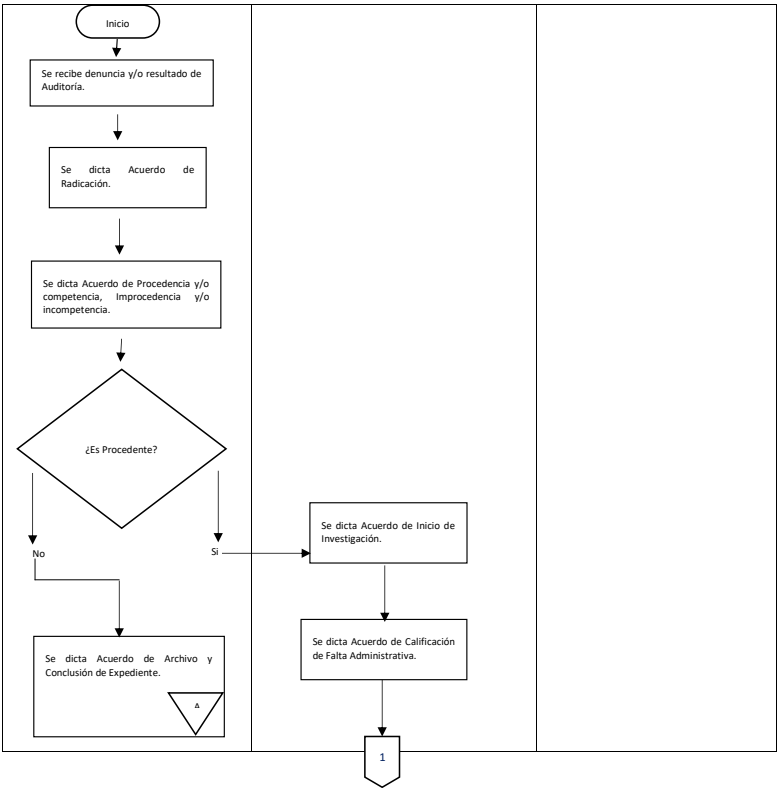 Inicio
Se recibe denuncia y/o resultado de
Auditoría.
Se dicta Acuerdo de
Radicación.
Se dicta Acuerdo de Procedencia y/o
competencia, Improcedencia y/o
incompetencia.
¿Es Procedente?
No
Si
Se dicta Acuerdo de Inicio de
Investigación.
Se dicta Acuerdo de Archivo y
Conclusión de Expediente.
A
Se dicta Acuerdo de Calificación
de Falta Administrativa.
1